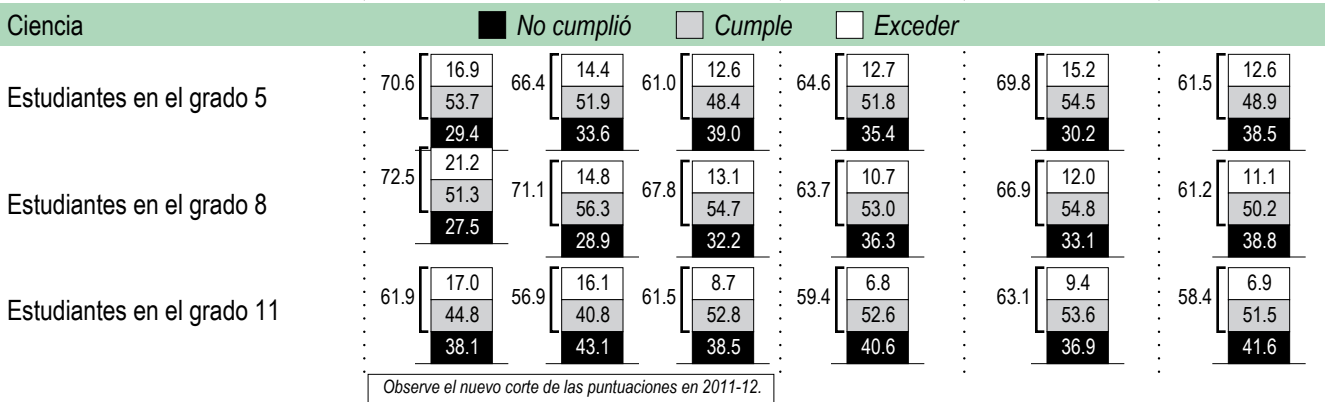 Ciencia No cumplió Cumple Exceder
Estudiantes en el grado 5
70.6 16.9 53.7 29.4
66.4 14.4 51.9 33.6
61.0 12.6 48.4 39.0
64.6 12.7 51.8 35.4
69.8 15.2 54.5 30.2
61.5 12.6 48.9 38.5
Estudiantes en el grado 8
72.5 21.2 51.3 27.5
71.1 14.8 56.3 28.9
67.8 13.1 54.7 32.2
63.7 10.7 53.0 36.3
66.9 12.0 54.8 33.1
61.2 11.1 50.2 38.8
Estudiantes en el grado 11
61.9 17.0 44.8 38.1
56.9 16.1 40.8 43.1
61.5 8.7 52.8 38.5
59.4 6.8 52.6 40.6
63.1 9.4 53.6 36.9
58.4 6.9 51.5 41.6
Observe el nuevo corte de las puntuaciones en 2011-12.